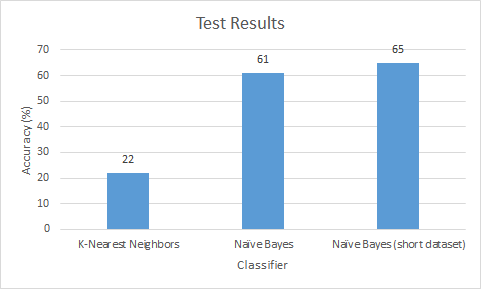 Test Results
Accuracy (%)
70
60
50
40
30
20
10
0
22
61
65
K-Nearest Neighbors
Naïve Bayes
Naïve Bayes (short dataset)
Classifier